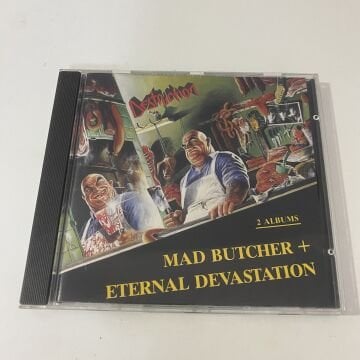 Destruction
2 ALBUMS
MAD BUTCHER +
ETERNAL DEVASTATION